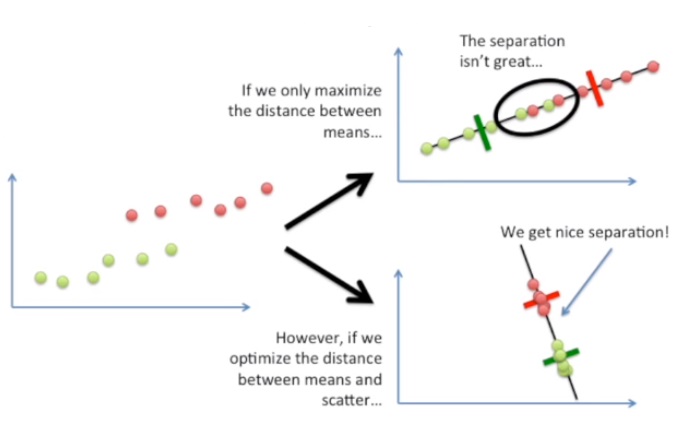 The separation
isn't great...
If we only maximize
the distance between
means...
We get nice separation!
However, if we
optimize the distance
between means and
scatter...